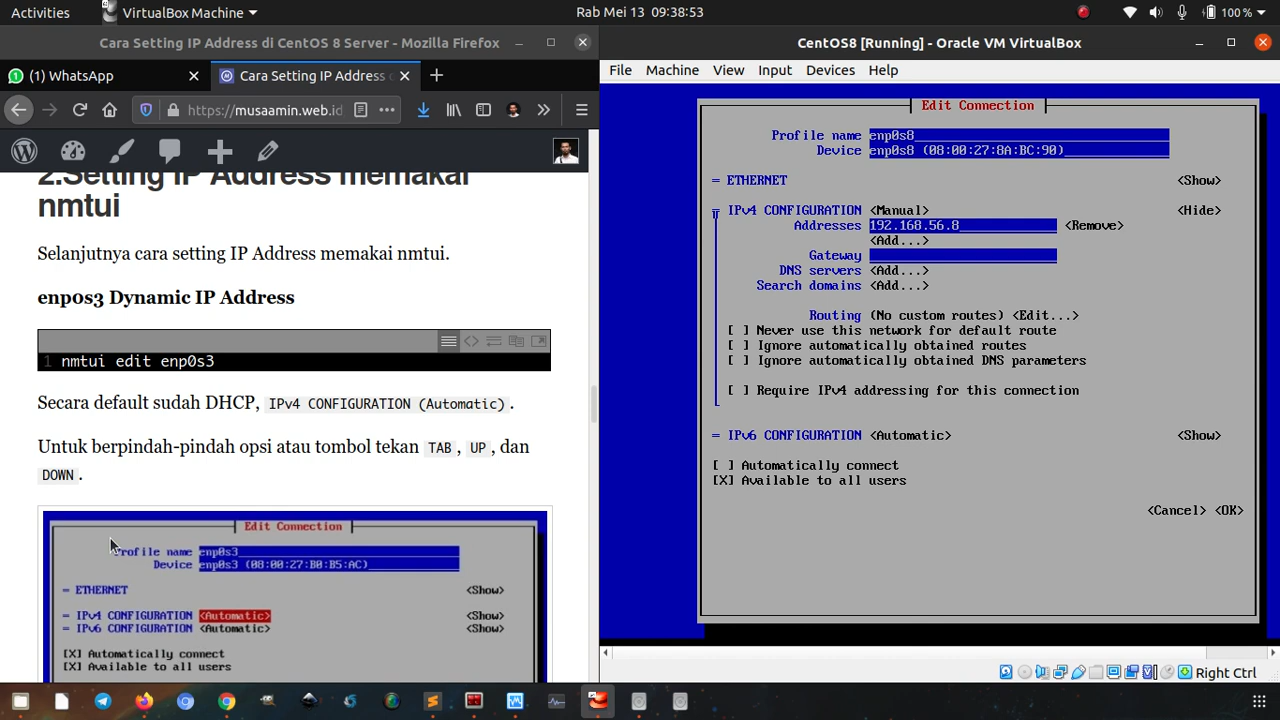 Activities
VirtualBox Machine
Rab Mei 13 09:38:53
100 %
Cara Setting IP Address di CentOS 8 Server - Mozilla Firefox
(1) WhatsApp
Cara Setting IP Address
https://musaamin.web.id
2.Setting IP Address memakai
nmtui
Selanjutnya cara setting IP Address memakai nmtui.
enp0s3 Dynamic IP Address
1 nmtui edit enp0s3
Secara default sudah DHCP, IPv4 CONFIGURATION (Automatic).
Untuk berpindah-pindah opsi atau tombol tekan TAB, UP, dan
DOWN.
Edit Connection
Profile name enp0s3
Device enp0s3 (08:00:27:B0:B5:AC)
= ETHERNET <Show>
= IPv4 CONFIGURATION <Automatic> <Show>
= IPv6 CONFIGURATION <Automatic> <Show>
[X] Automatically connect
[X] Available to all users
CentOS8 [Running] - Oracle VM VirtualBox
File Machine View Input Devices Help
Edit Connection
Profile name enp0s8
Device enp0s8 (08:00:27:8A:BC:90)
= ETHERNET <Show>
= IPv4 CONFIGURATION <Manual> <Hide>
Addresses 192.168.56.8 <Remove>
<Add...>
Gateway
DNS servers <Add...>
Search domains <Add...>
Routing (No custom routes) <Edit...>
[ ] Never use this network for default route
[ ] Ignore automatically obtained routes
[ ] Ignore automatically obtained DNS parameters
[ ] Require IPv4 addressing for this connection
= IPv6 CONFIGURATION <Automatic> <Show>
[ ] Automatically connect
[X] Available to all users
<Cancel> <OK>
Right Ctrl